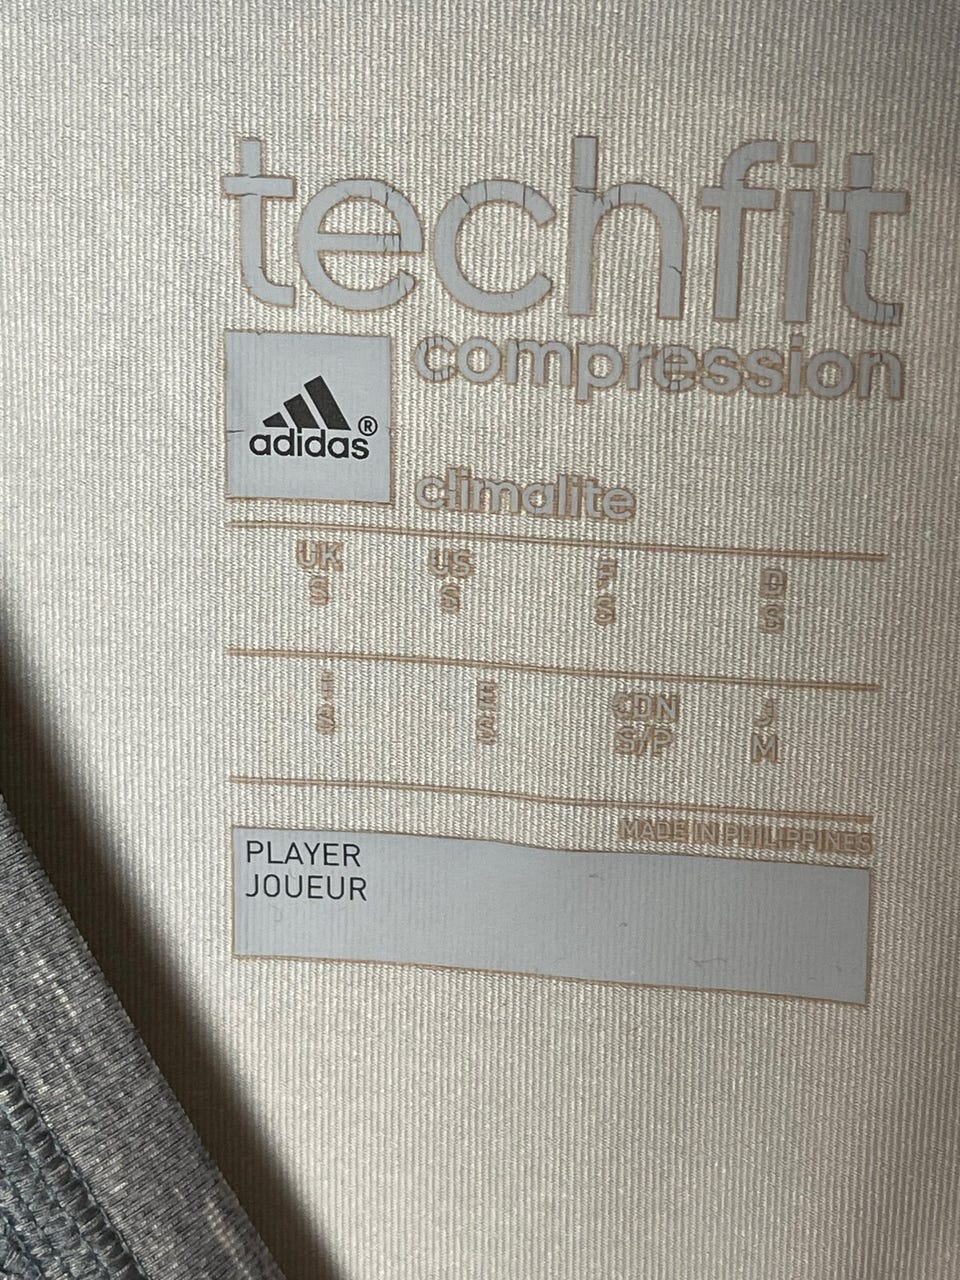 techfit
compression
adidas®
climalite
UK US F D
S S S S
I E CDN J
S S S/P M
MADE IN PHILIPPINES
PLAYER
JOUEUR